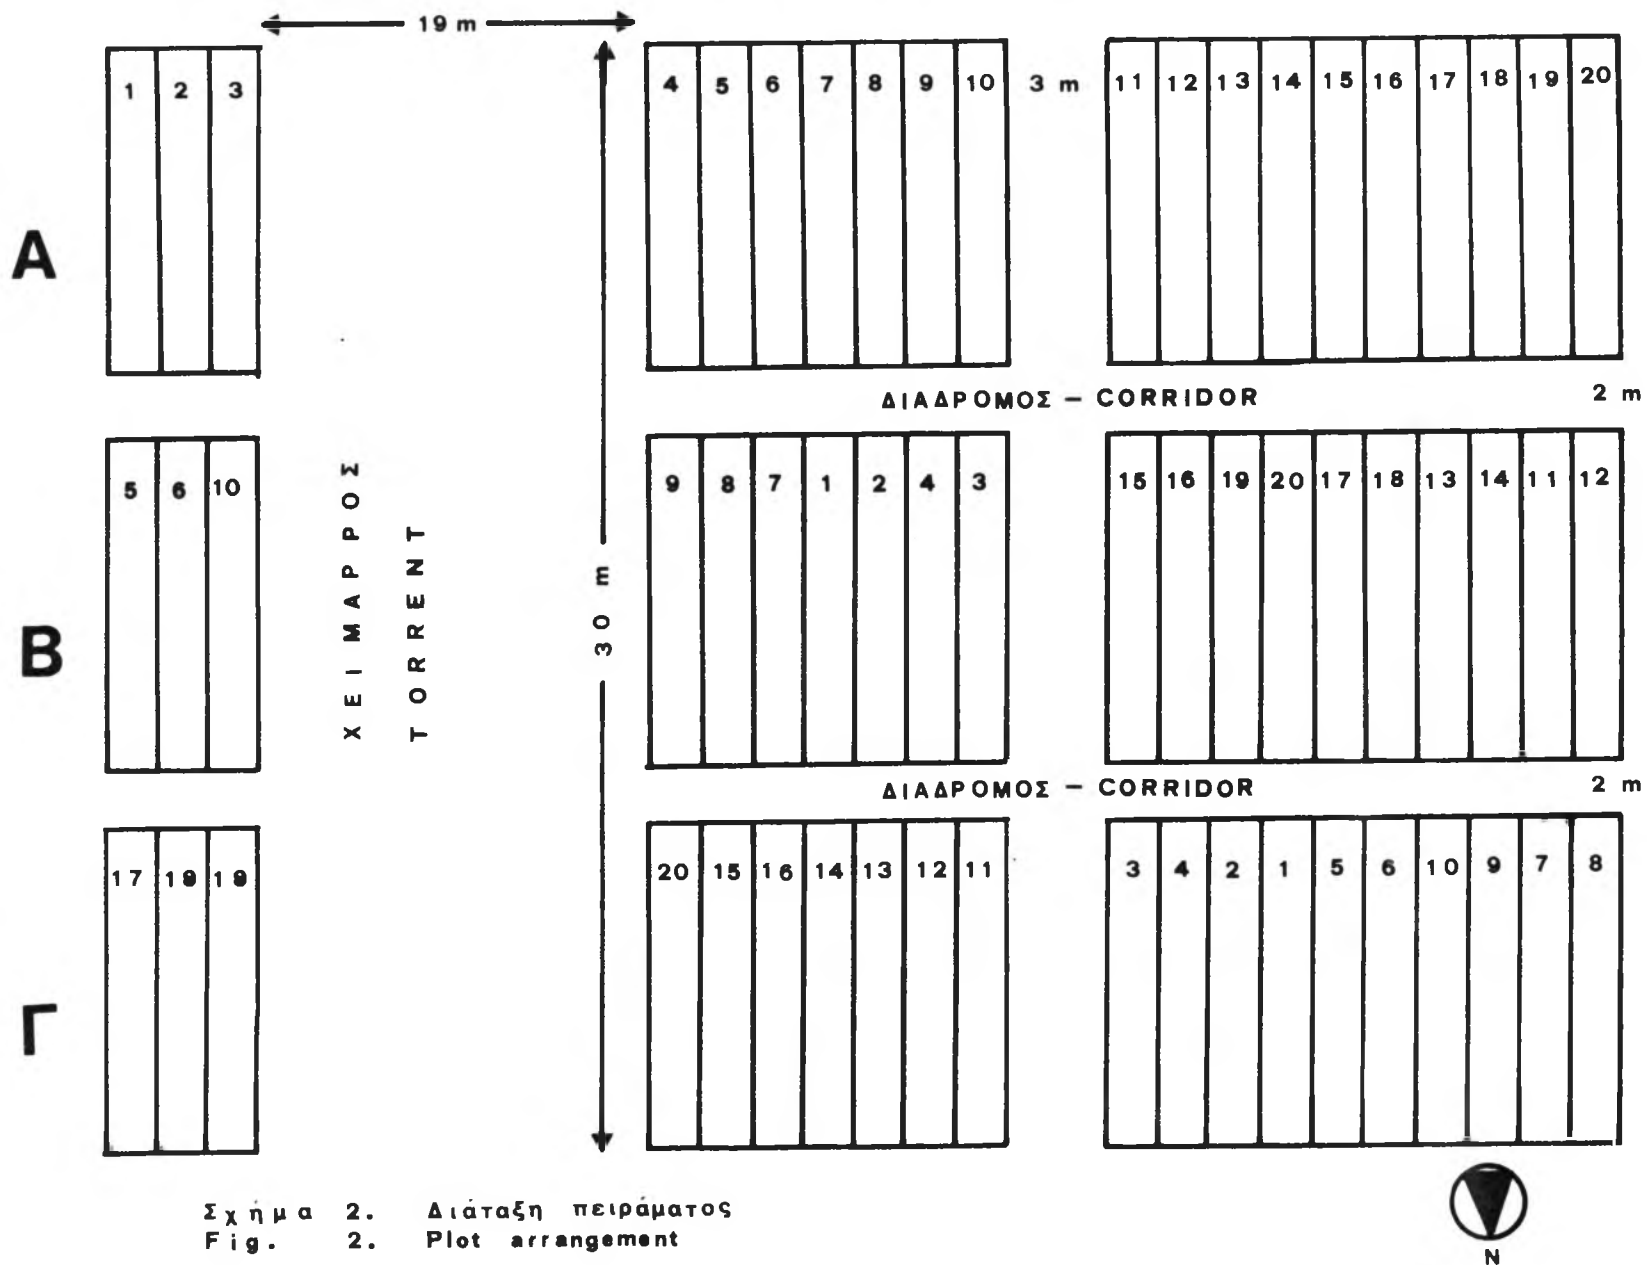 19 m
1 2 3 4 5 6 7 8 9 10 3 m 11 12 13 14 15 16 17 18 19 20
Α
ΔΙΑΔΡΟΜΟΣ – CORRIDOR 2 m
5 6 10 9 8 7 1 2 4 3 15 16 19 20 17 18 13 14 11 12
ΧΕΙΜΑΡΡΟΣ
TORRENT
30 m
Β
ΔΙΑΔΡΟΜΟΣ – CORRIDOR 2 m
17 20 15 16 14 13 12 11 3 4 2 1 5 6 10 9 7 8
Γ
Σχήμα 2. Διάταξη πειράματος
Fig. 2. Plot arrangement
N